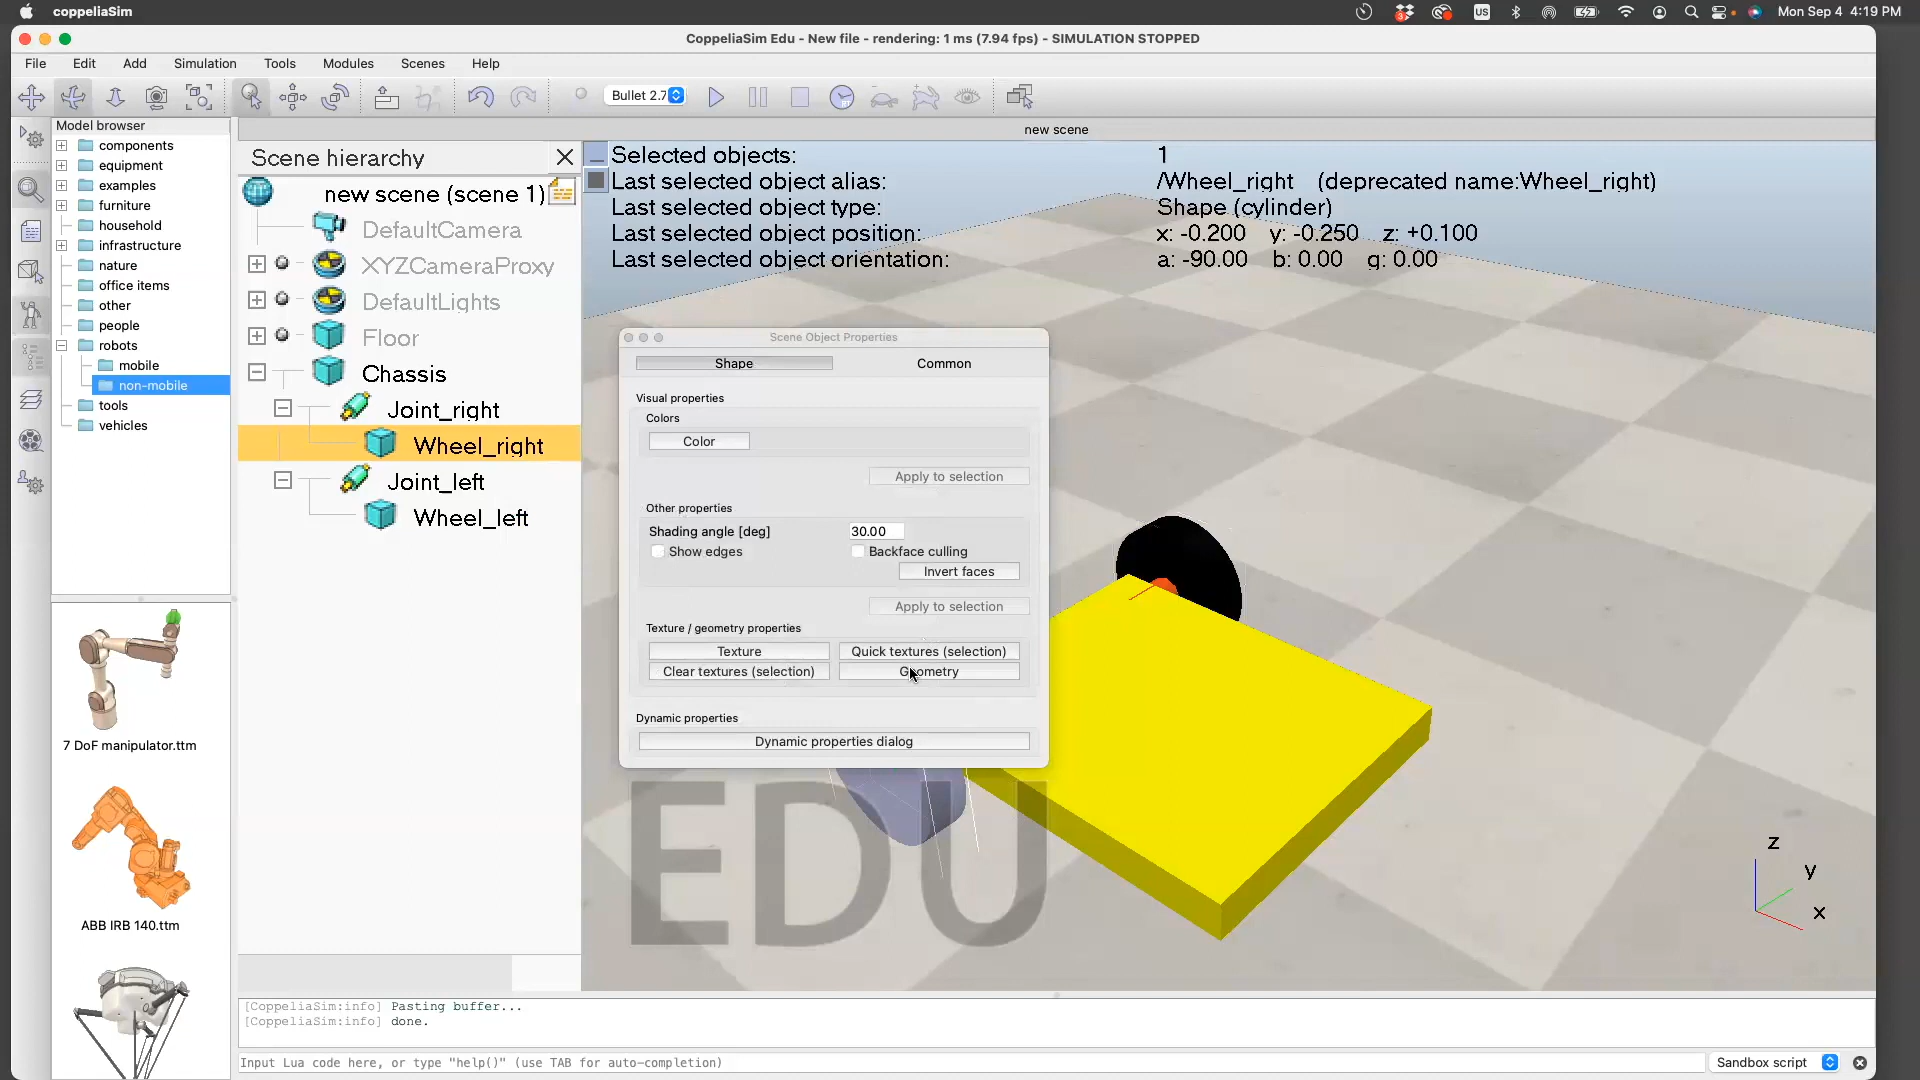 coppeliaSim
US
Mon Sep 4 4:19 PM
CoppeliaSim Edu - New file - rendering: 1 ms (7.94 fps) - SIMULATION STOPPED
File Edit Add Simulation Tools Modules Scenes Help
Bullet 2.7
Model browser
components
equipment
examples
furniture
household
infrastructure
nature
office items
other
people
robots
mobile
non-mobile
tools
vehicles
7 DoF manipulator.ttm
ABB IRB 140.ttm
new scene
Scene hierarchy
new scene (scene 1)
DefaultCamera
XYZCameraProxy
DefaultLights
Floor
Chassis
Joint_right
Wheel_right
Joint_left
Wheel_left
Selected objects: 1
Last selected object alias: /Wheel_right (deprecated name:Wheel_right)
Last selected object type: Shape (cylinder)
Last selected object position: x: -0.200 y: -0.250 z: +0.100
Last selected object orientation: a: -90.00 b: 0.00 g: 0.00
Scene Object Properties
Shape Common
Visual properties
Colors
Color
Apply to selection
Other properties
Shading angle [deg] 30.00
Show edges Backface culling
Invert faces
Apply to selection
Texture / geometry properties
Texture Quick textures (selection)
Clear textures (selection) Geometry
Dynamic properties
Dynamic properties dialog
EDU
z
y
x
[CoppeliaSim:info] Pasting buffer...
[CoppeliaSim:info] done.
Input Lua code here, or type "help()" (use TAB for auto-completion)
Sandbox script